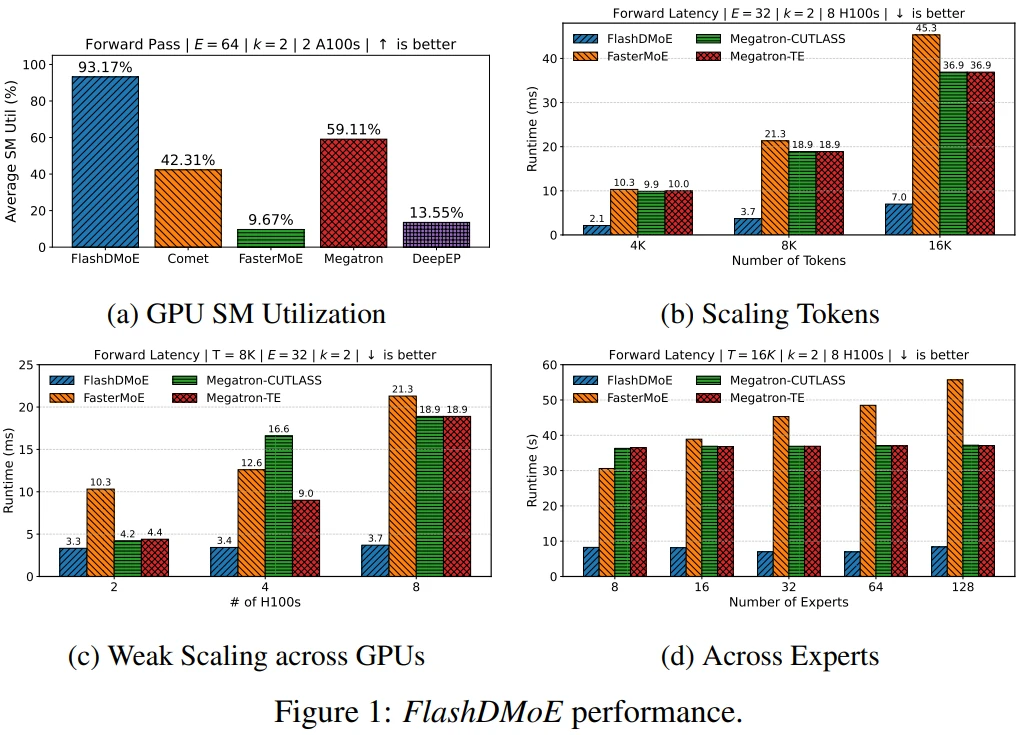 Forward Pass | E = 64 | k = 2 | 2 A100s | ↑ is better
Average SM Util (%)
100
80
60
40
20
0
93.17%
42.31%
9.67%
59.11%
13.55%
FlashDMoE Comet FasterMoE Megatron DeepEP
(a) GPU SM Utilization
Forward Latency | E = 32 | k = 2 | 8 H100s | ↓ is better
FlashDMoE
FasterMoE
Megatron-CUTLASS
Megatron-TE
Runtime (ms)
40
30
20
10
0
2.1 10.3 9.9 10.0
3.7 21.3 18.9 18.9
7.0 45.3 36.9 36.9
4K 8K 16K
Number of Tokens
(b) Scaling Tokens
Forward Latency | T = 8K | E = 32 | k = 2 | ↓ is better
FlashDMoE
FasterMoE
Megatron-CUTLASS
Megatron-TE
Runtime (ms)
25
20
15
10
5
0
3.3 10.3 4.2 4.4
3.4 12.6 16.6 9.0
3.7 21.3 18.9 18.9
2 4 8
# of H100s
(c) Weak Scaling across GPUs
Forward Latency | T = 16K | k = 2 | 8 H100s | ↓ is better
FlashDMoE
FasterMoE
Megatron-CUTLASS
Megatron-TE
Runtime (s)
60
50
40
30
20
10
0
8 16 32 64 128
Number of Experts
(d) Across Experts
Figure 1: FlashDMoE performance.